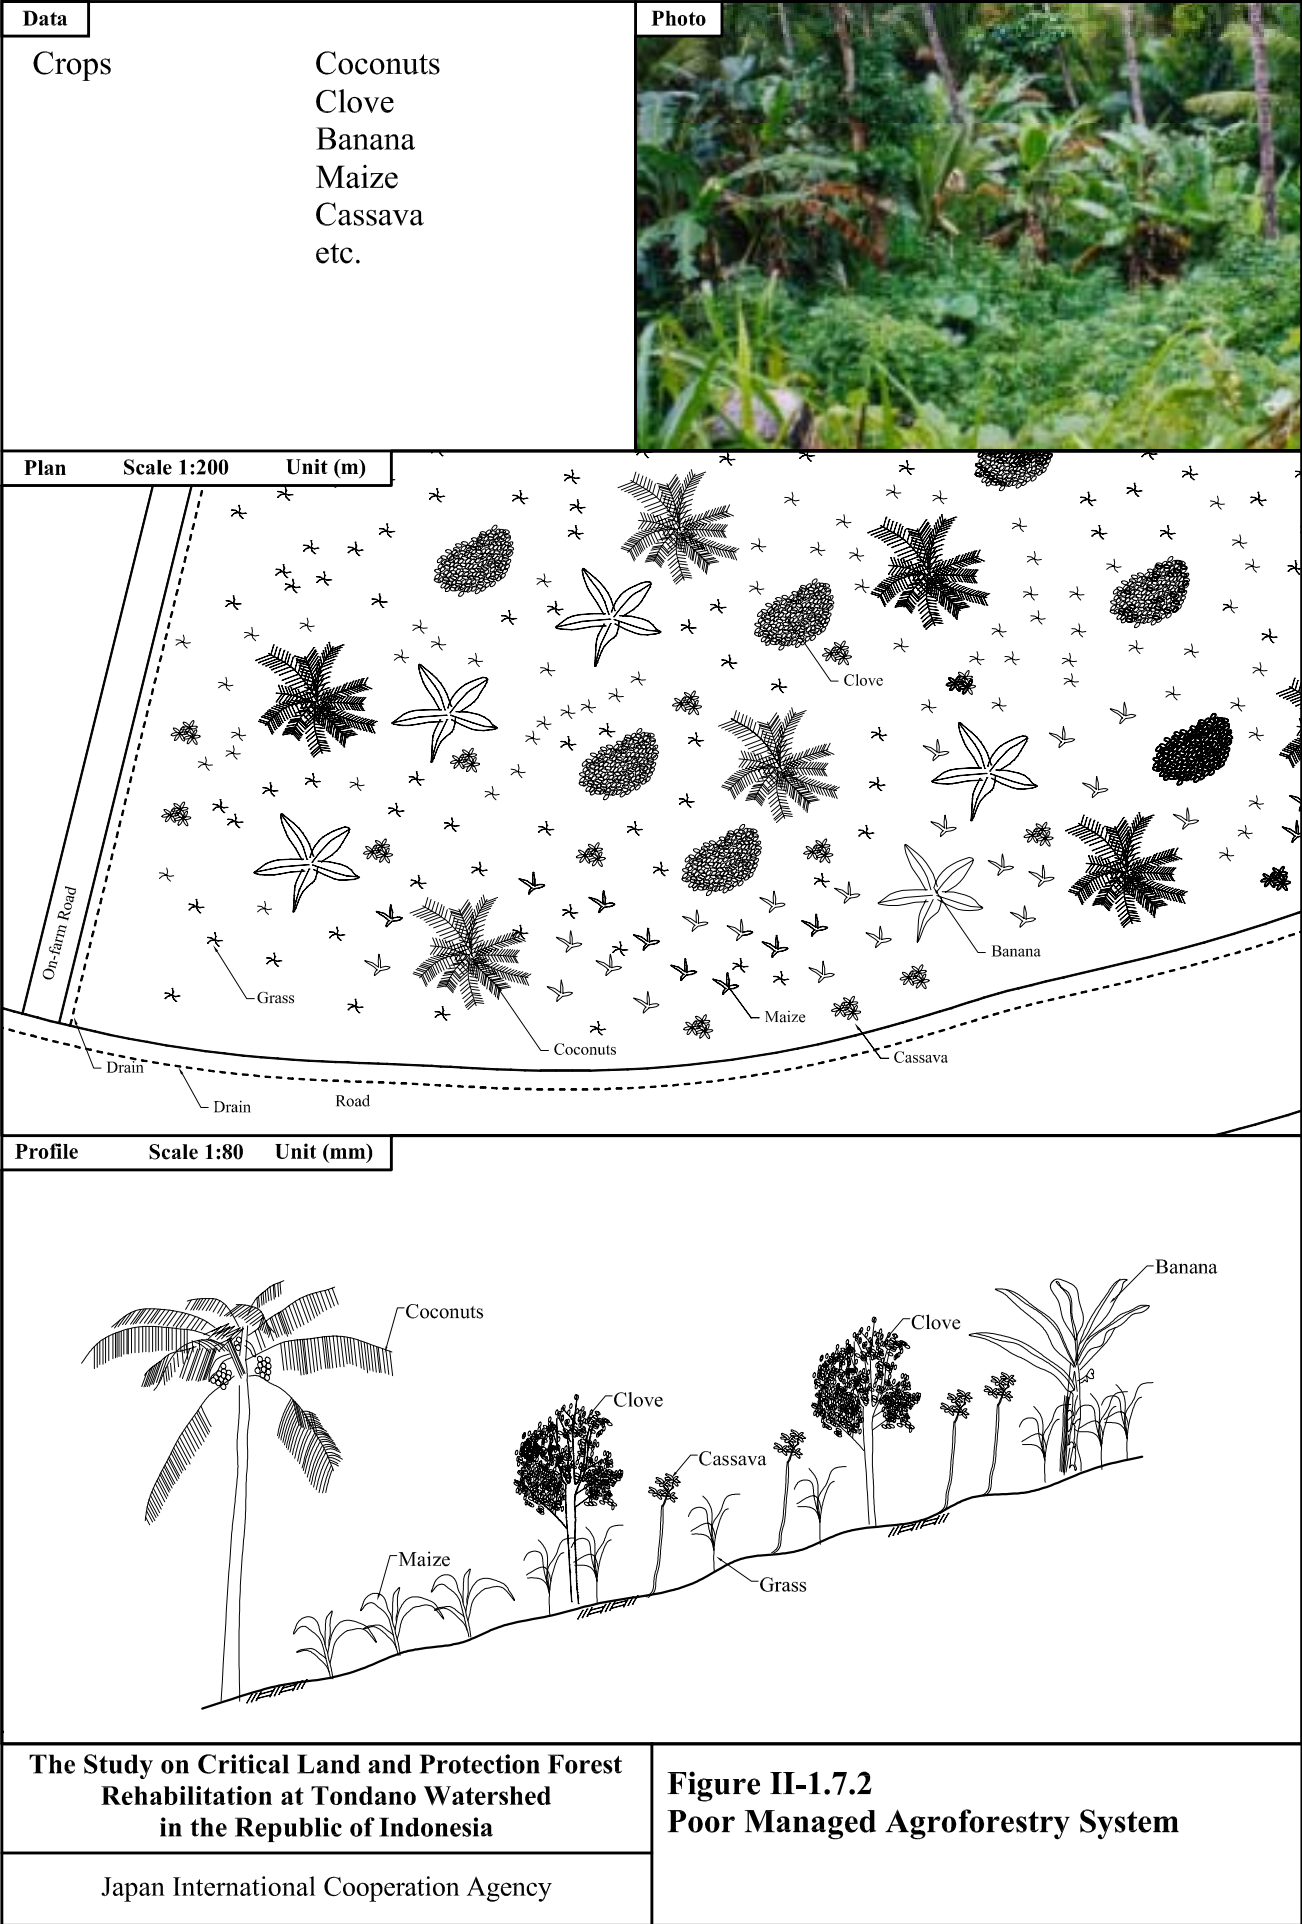 Data
Crops
Coconuts
Clove
Banana
Maize
Cassava
etc.
Photo
Plan Scale 1:200 Unit (m)
Clove
Banana
On-farm Road
Grass
Maize
Coconuts
Cassava
Drain
Drain
Road
Profile Scale 1:80 Unit (mm)
Banana
Coconuts
Clove
Clove
Cassava
Maize
Grass
The Study on Critical Land and Protection Forest
Rehabilitation at Tondano Watershed
in the Republic of Indonesia
Japan International Cooperation Agency
Figure II-1.7.2
Poor Managed Agroforestry System